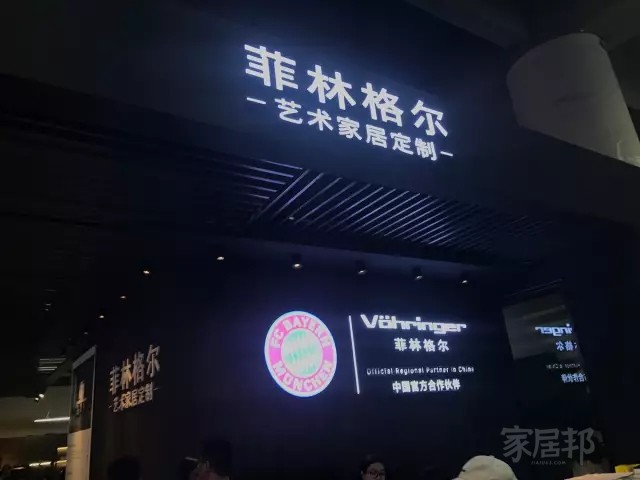 菲林格尔
艺术家居定制
FC BAYERN
MÜNCHEN
Vöhringer
菲林格尔
Official Regional Partner in China
中国官方合作伙伴
菲林格尔
艺术家居定制
家居邦
JIAJU82.COM